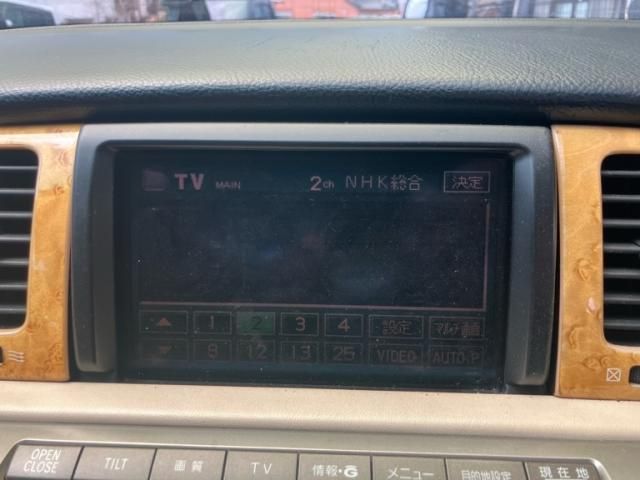 TV MAIN 2ch NHK総合 決定
1 2 3 4 設定 マルチ画面
8 12 13 25 VIDEO AUTO.P
OPEN CLOSE TILT 画質 TV 情報・G メニュー 目的地設定 現在地